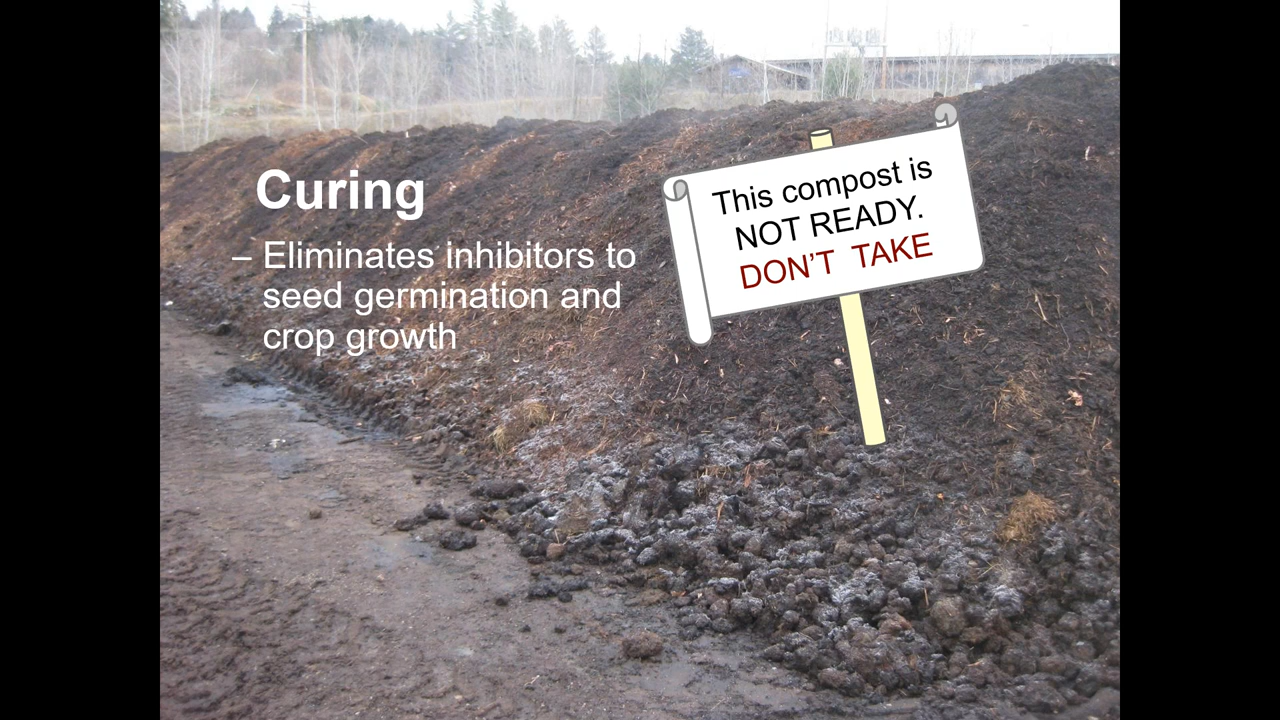 Curing
– Eliminates inhibitors to
seed germination and
crop growth
This compost is
NOT READY.
DON’T TAKE